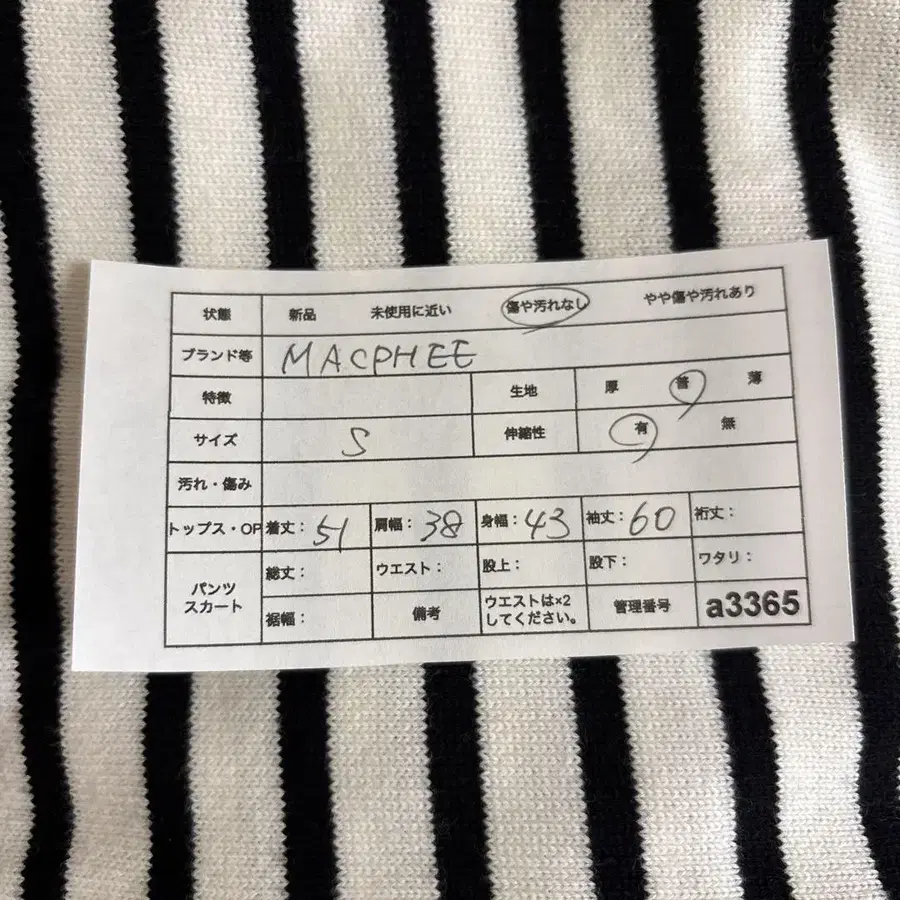 状態 新品 未使用に近い 傷や汚れなし やや傷や汚れあり
ブランド等 MACPHEE
特徴 生地 厚 普 薄
サイズ S 伸縮性 有 無
汚れ・傷み
トップス・OP 着丈：51 肩幅：38 身幅：43 袖丈：60 裄丈：
パンツ
スカート
総丈： ウエスト： 股上： 股下： ワタリ：
裾幅： 備考 ウエストは×2
してください。 管理番号 a3365